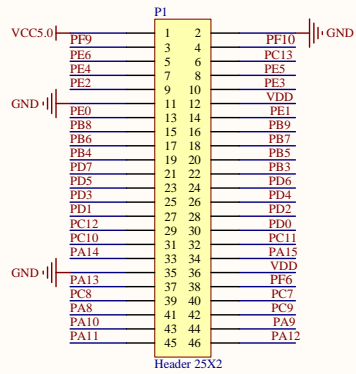 P1
VCC5.0 1 2 GND
PF9 3 4 PF10
PE6 5 6 PC13
PE4 7 8 PE5
PE2 9 10 PE3
GND 11 12 VDD
PE0 13 14 PE1
PB8 15 16 PB9
PB6 17 18 PB7
PB4 19 20 PB5
PD7 21 22 PB3
PD5 23 24 PD6
PD3 25 26 PD4
PD1 27 28 PD2
PC12 29 30 PD0
PC10 31 32 PC11
PA14 33 34 PA15
GND 35 36 VDD
PA13 37 38 PF6
PC8 39 40 PC7
PA8 41 42 PC9
PA10 43 44 PA9
PA11 45 46 PA12
Header 25X2